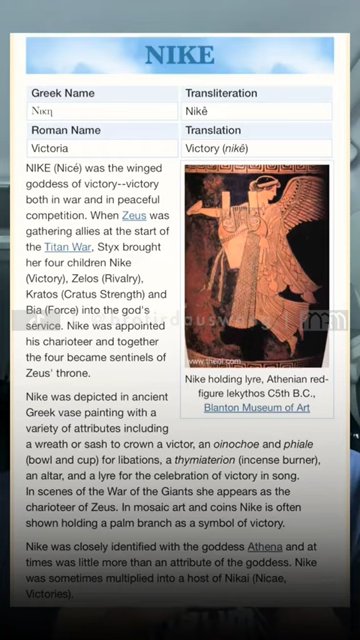 NIKE
Greek Name Transliteration
Νικη Nikê
Roman Name Translation
Victoria Victory (nikê)
NIKE (Nicé) was the winged
goddess of victory--victory
both in war and in peaceful
competition. When Zeus was
gathering allies at the start of
the Titan War, Styx brought
her four children Nike
(Victory), Zelos (Rivalry),
Kratos (Cratus Strength) and
Bia (Force) into the god's
service. Nike was appointed
his charioteer and together
the four became sentinels of
Zeus' throne.
www.theoi.com
Nike holding lyre, Athenian red-
figure lekythos C5th B.C.,
Blanton Museum of Art
Nike was depicted in ancient
Greek vase painting with a
variety of attributes including
a wreath or sash to crown a victor, an oinochoe and phiale
(bowl and cup) for libations, a thymiaterion (incense burner),
an altar, and a lyre for the celebration of victory in song.
In scenes of the War of the Giants she appears as the
charioteer of Zeus. In mosaic art and coins Nike is often
shown holding a palm branch as a symbol of victory.
Nike was closely identified with the goddess Athena and at
times was little more than an attribute of the goddess. Nike
was sometimes multiplied into a host of Nikai (Nicae,
Victories).